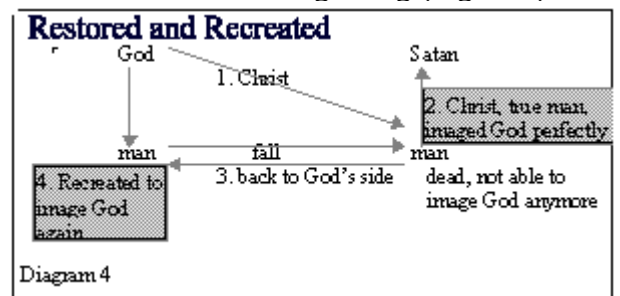 Restored and Recreated
God
Satan
1. Christ
2. Christ, true man,
imaged God perfectly
man
fall
man
4. Recreated to
image God
again
3. back to God's side
dead, not able to
image God anymore
Diagram 4